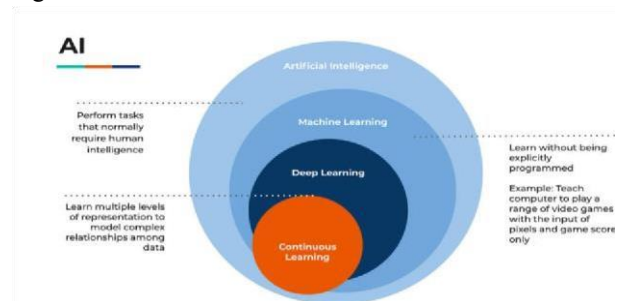 AI
Artificial Intelligence
Perform tasks
that normally
require human
intelligence
Machine Learning
Learn without being
explicitly
programmed
Example: Teach
computer to play a
range of video games
with the input of
pixels and game score
only
Deep Learning
Learn multiple levels
of representation to
model complex
relationships among
data
Continuous
Learning